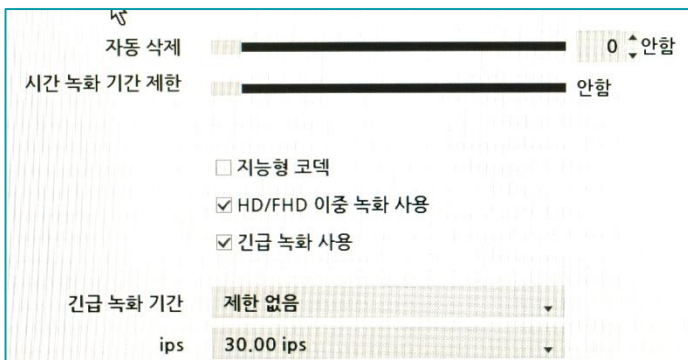 자동 삭제 0 안함
시간 녹화 기간 제한 안함
지능형 코덱
HD/FHD 이중 녹화 사용
긴급 녹화 사용
긴급 녹화 기간 제한 없음
ips 30.00 ips